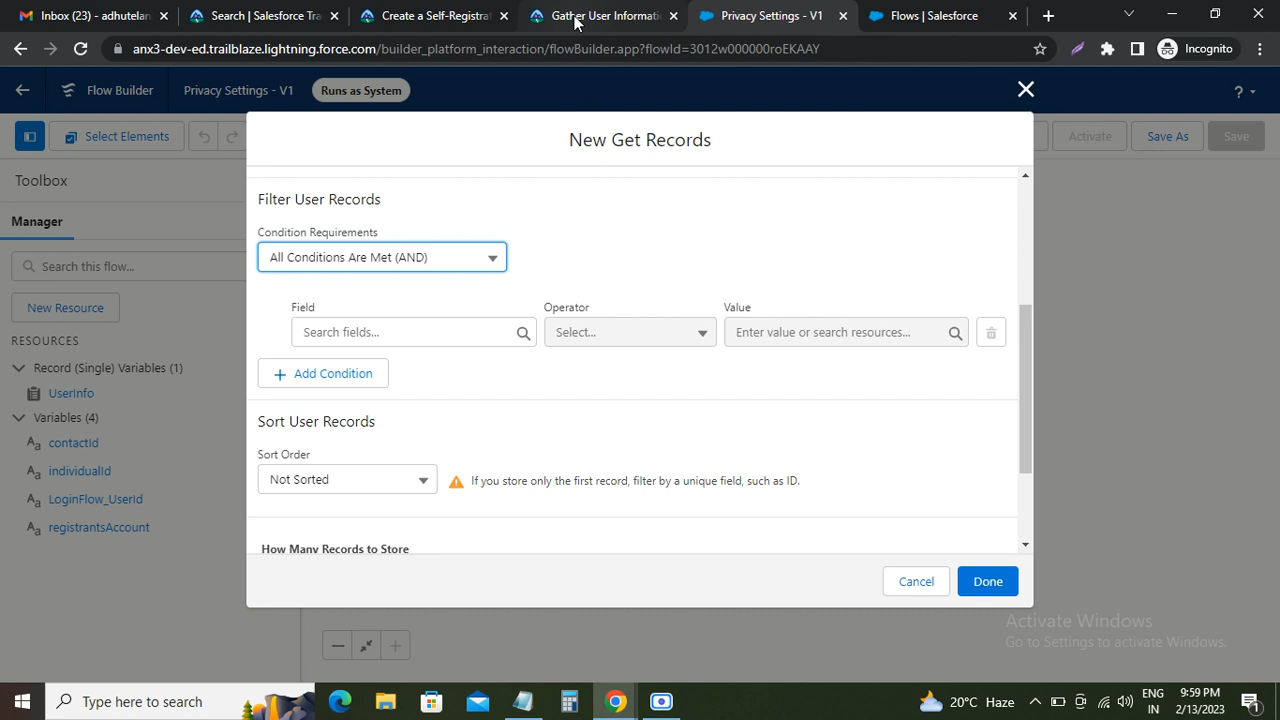 Inbox (23) - adhutelan
Search | Salesforce Tra
Create a Self-Registrat
Gather User Informati
Privacy Settings - V1
Flows | Salesforce
anx3-dev-ed.trailblaze.lightning.force.com/builder_platform_interaction/flowBuilder.app?flowId=3012w000000roEKAAY
Incognito
Flow Builder
Privacy Settings - V1
Runs as System
?
Select Elements
Activate
Save As
Save
New Get Records
Toolbox
Manager
Search this flow...
New Resource
RESOURCES
Record (Single) Variables (1)
UserInfo
Variables (4)
contactId
individualId
LoginFlow_UserId
registrantsAccount
Filter User Records
Condition Requirements
All Conditions Are Met (AND)
Field Operator Value
Search fields... Select... Enter value or search resources...
+ Add Condition
Sort User Records
Sort Order
Not Sorted
If you store only the first record, filter by a unique field, such as ID.
How Many Records to Store
Cancel Done
Activate Windows
Go to Settings to activate Windows.
Type here to search
20°C Haze
ENG
IN
9:59 PM
2/13/2023
1